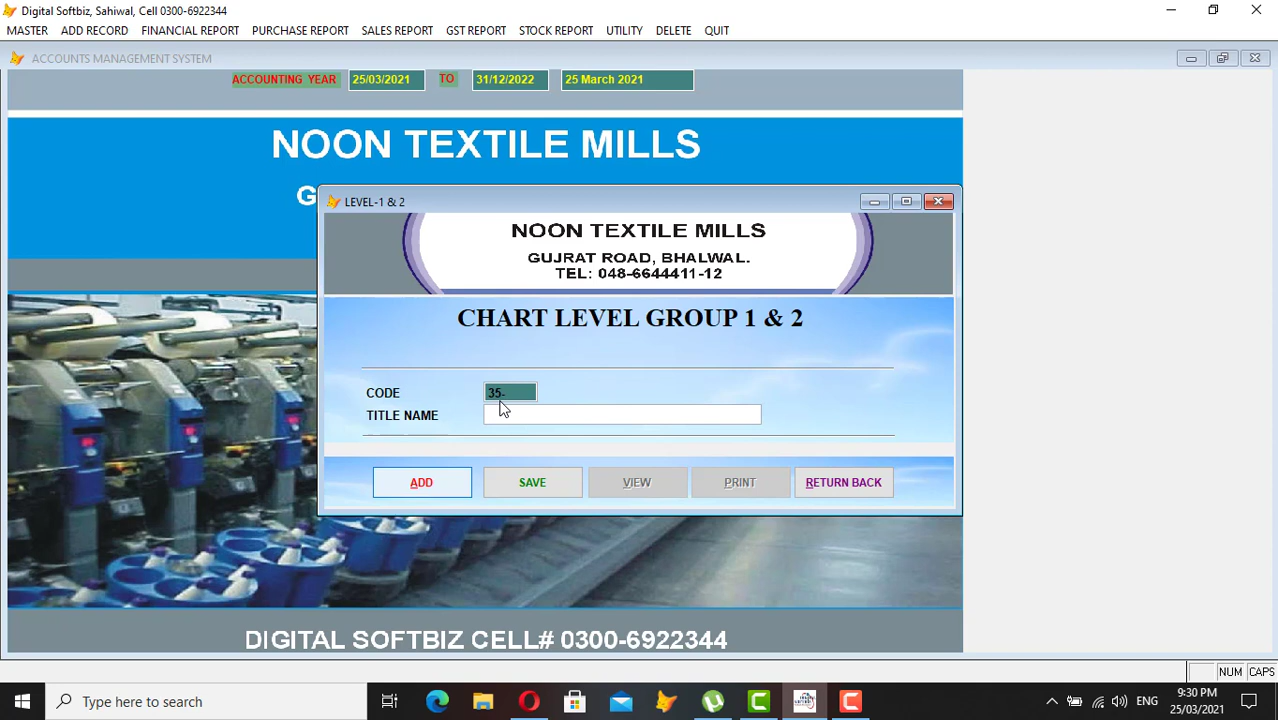 Digital Softbiz, Sahiwal, Cell 0300-6922344
MASTER ADD RECORD FINANCIAL REPORT PURCHASE REPORT SALES REPORT GST REPORT STOCK REPORT UTILITY DELETE QUIT
ACCOUNTS MANAGEMENT SYSTEM
ACCOUNTING YEAR 25/03/2021 TO 31/12/2022 25 March 2021
NOON TEXTILE MILLS
G
LEVEL-1 & 2
NOON TEXTILE MILLS
GUJRAT ROAD, BHALWAL.
TEL: 048-6644411-12
CHART LEVEL GROUP 1 & 2
CODE 35-
TITLE NAME
ADD SAVE VIEW PRINT RETURN BACK
DIGITAL SOFTBIZ CELL# 0300-6922344
NUM CAPS
Type here to search
ENG
9:30 PM
25/03/2021